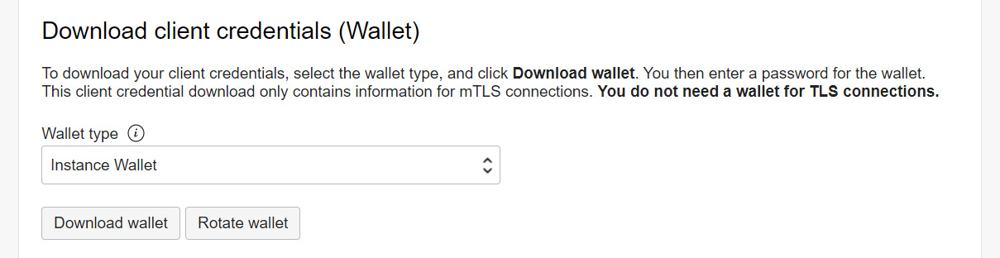 Download client credentials (Wallet)
To download your client credentials, select the wallet type, and click Download wallet. You then enter a password for the wallet.
This client credential download only contains information for mTLS connections. You do not need a wallet for TLS connections.
Wallet type i
Instance Wallet
Download wallet Rotate wallet